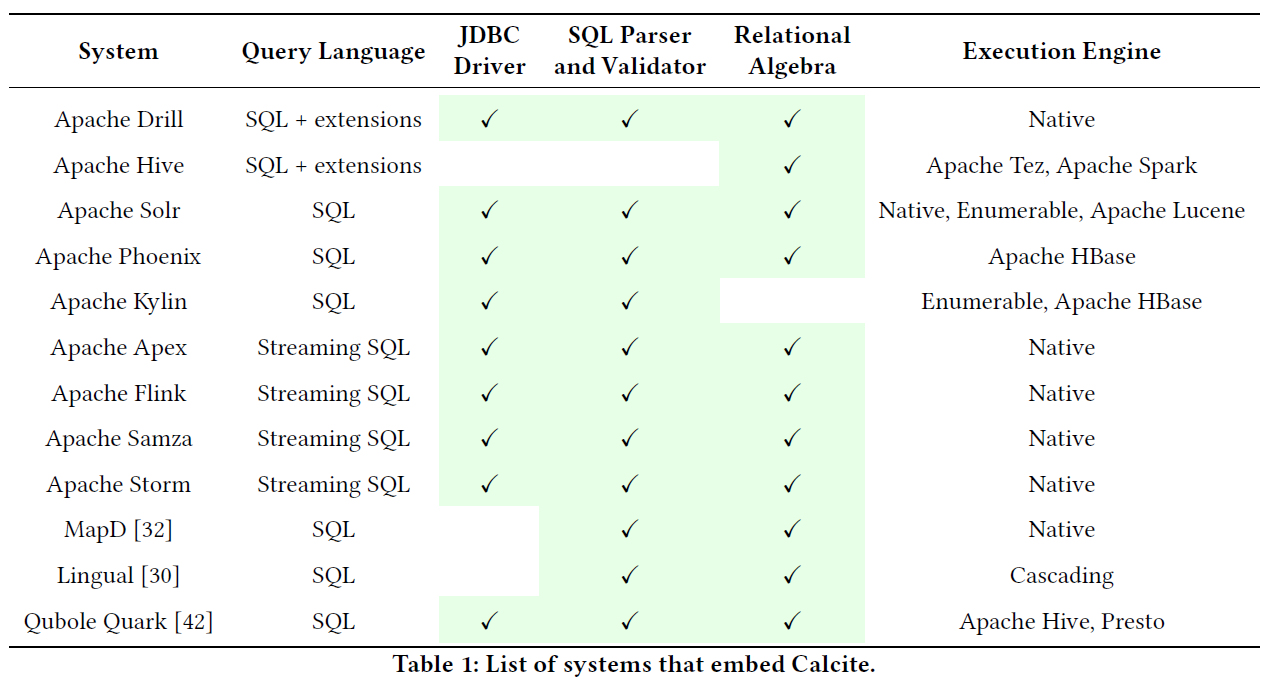 System Query Language JDBC Driver SQL Parser and Validator Relational Algebra Execution Engine
Apache Drill SQL + extensions ✓ ✓ ✓ Native
Apache Hive SQL + extensions ✓ Apache Tez, Apache Spark
Apache Solr SQL ✓ ✓ ✓ Native, Enumerable, Apache Lucene
Apache Phoenix SQL ✓ ✓ ✓ Apache HBase
Apache Kylin SQL ✓ ✓ Enumerable, Apache HBase
Apache Apex Streaming SQL ✓ ✓ ✓ Native
Apache Flink Streaming SQL ✓ ✓ ✓ Native
Apache Samza Streaming SQL ✓ ✓ ✓ Native
Apache Storm Streaming SQL ✓ ✓ ✓ Native
MapD [32] SQL ✓ ✓ Native
Lingual [30] SQL ✓ ✓ Cascading
Qubole Quark [42] SQL ✓ ✓ ✓ Apache Hive, Presto
Table 1: List of systems that embed Calcite.